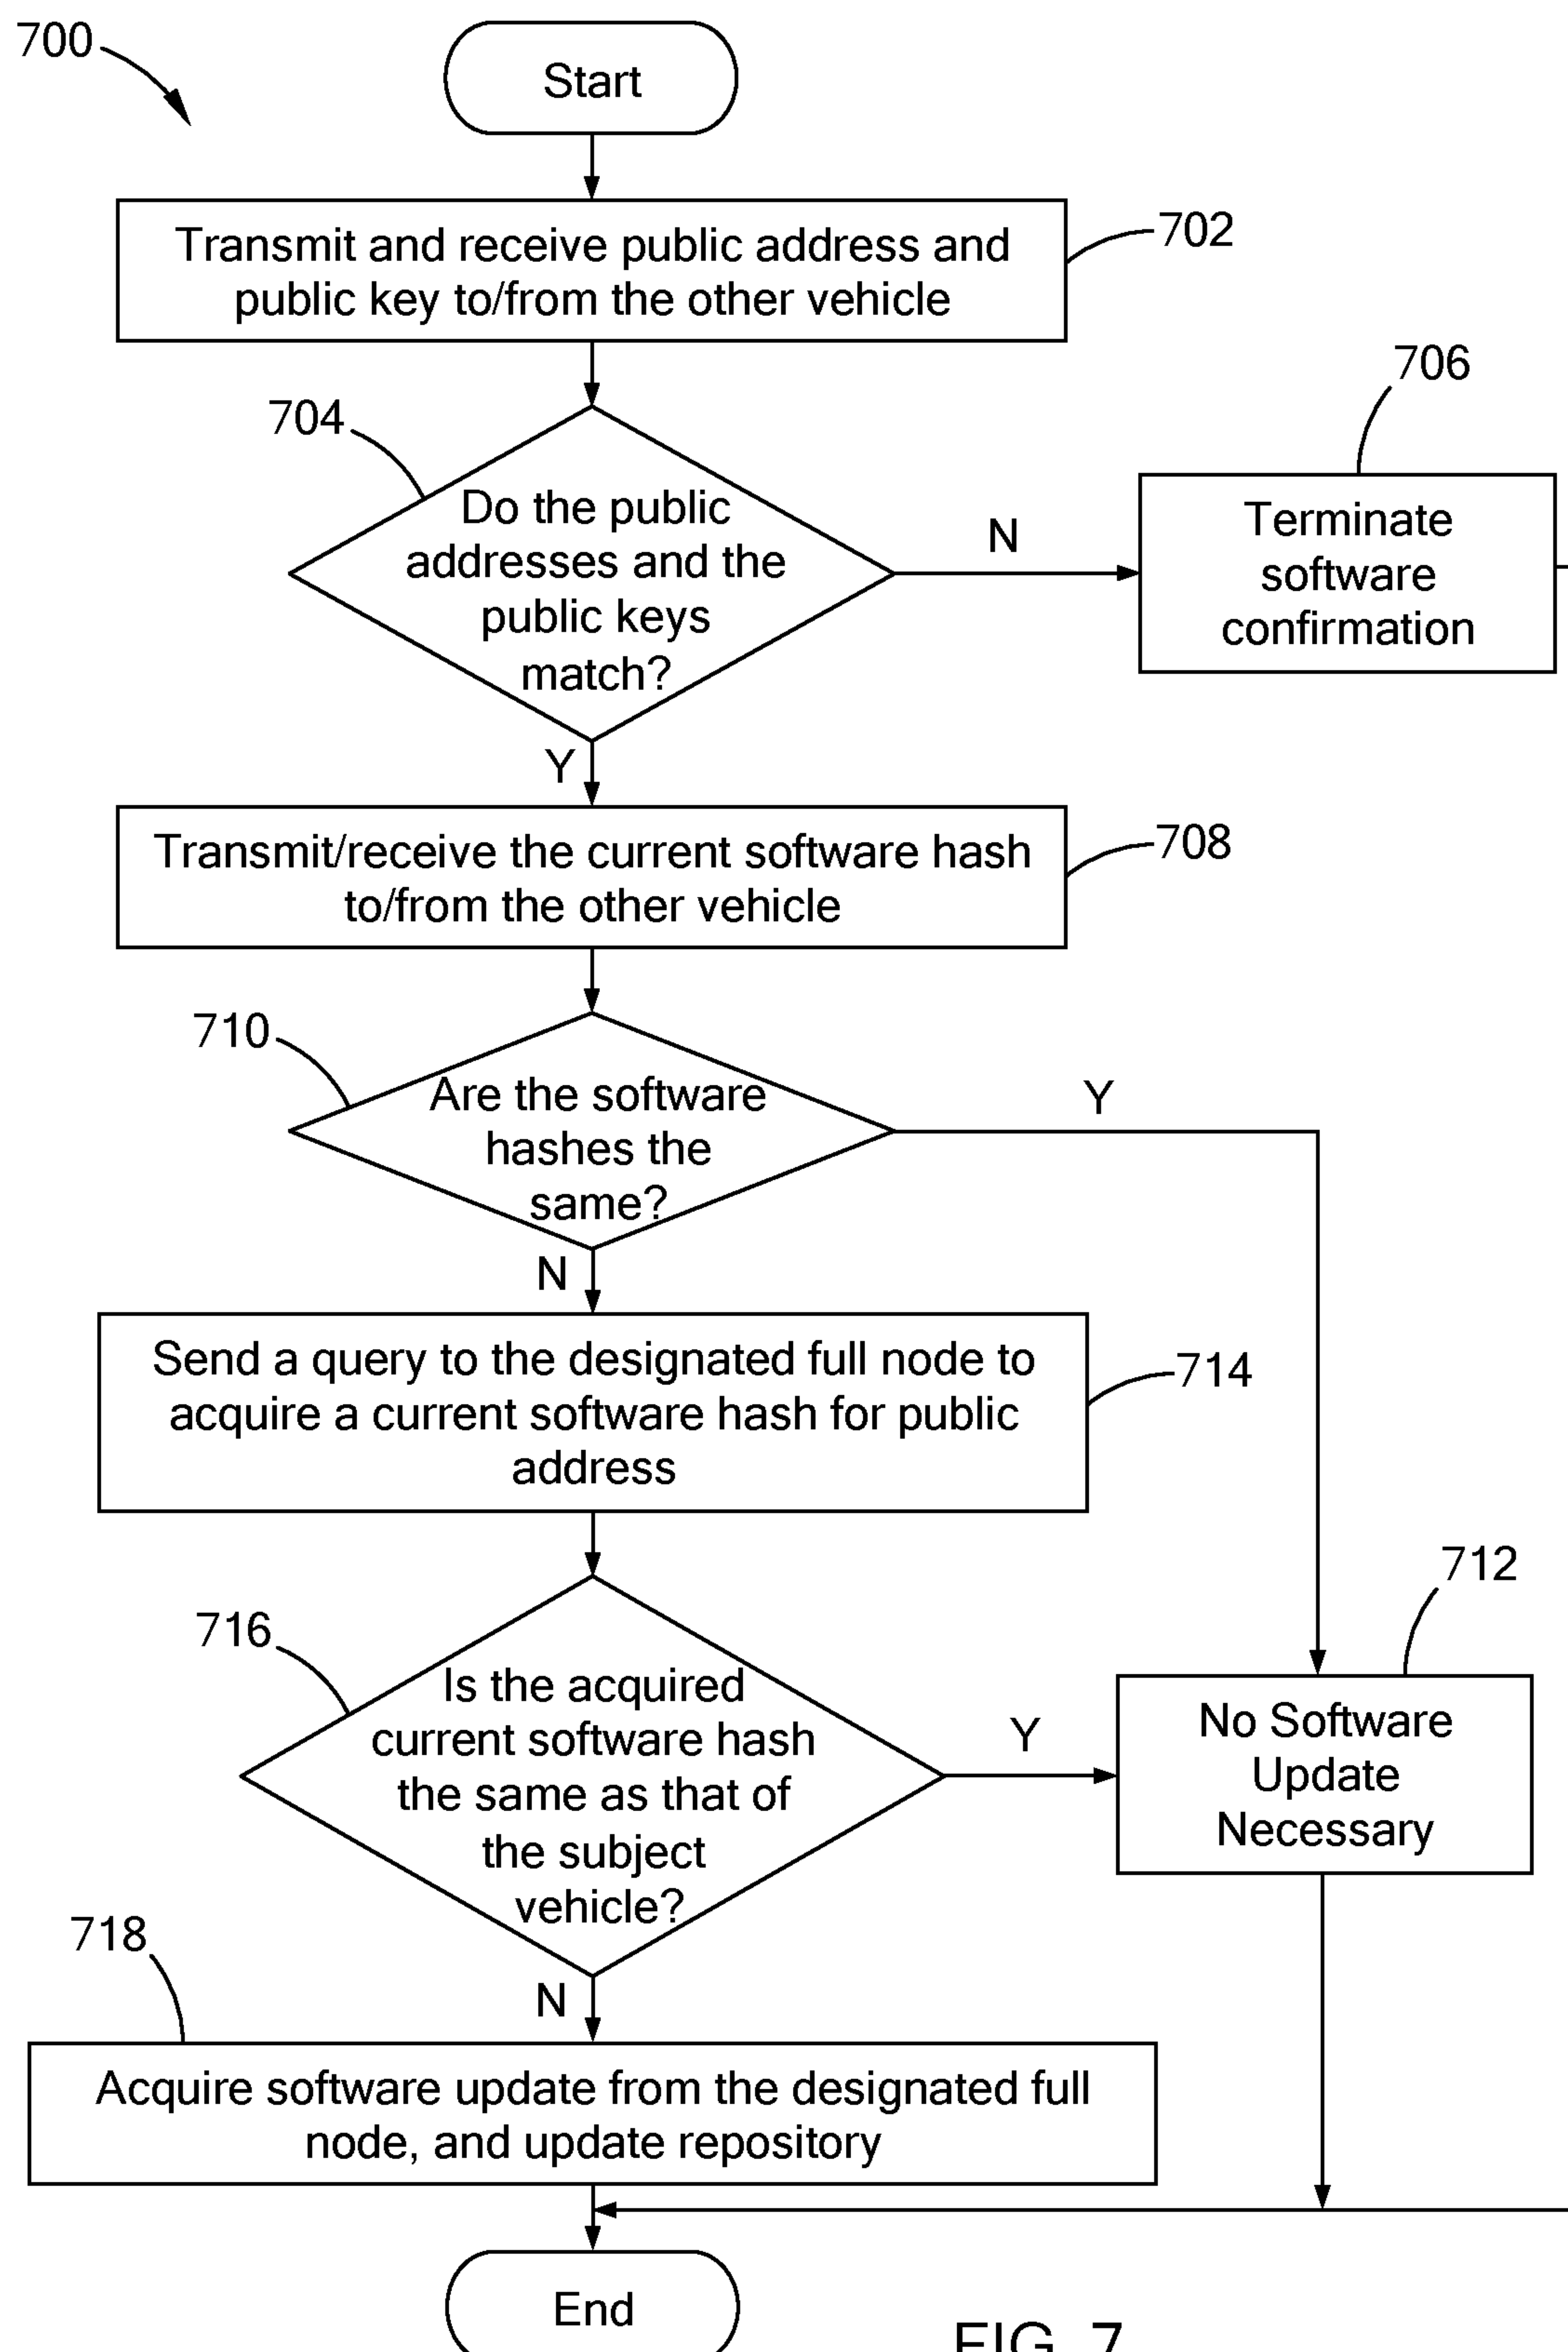 700
Start
Transmit and receive public address and
public key to/from the other vehicle
702
704
Do the public
addresses and the
public keys
match?
N
706
Terminate
software
confirmation
Y
Transmit/receive the current software hash
to/from the other vehicle
708
710
Are the software
hashes the
same?
Y
N
Send a query to the designated full node to
acquire a current software hash for public
address
714
716
Is the acquired
current software hash
the same as that of
the subject
vehicle?
Y
712
No Software
Update
Necessary
N
718
Acquire software update from the designated full
node, and update repository
End
FIG. 7